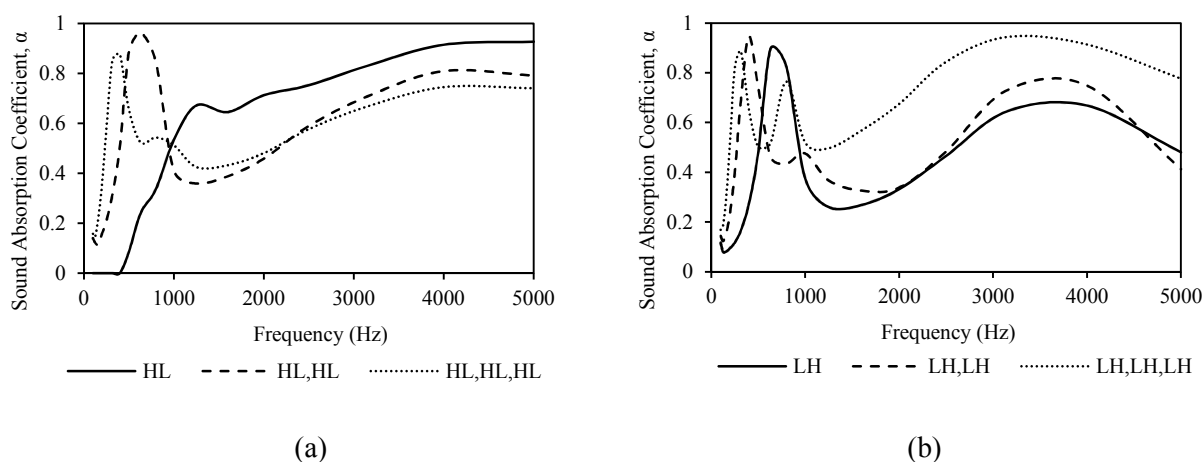 Sound Absorption Coefficient, α
1
0.8
0.6
0.4
0.2
0
0 1000 2000 3000 4000 5000
Frequency (Hz)
HL HL,HL HL,HL,HL
(a)
Sound Absorption Coefficient, α
1
0.8
0.6
0.4
0.2
0
0 1000 2000 3000 4000 5000
Frequency (Hz)
LH LH,LH LH,LH,LH
(b)